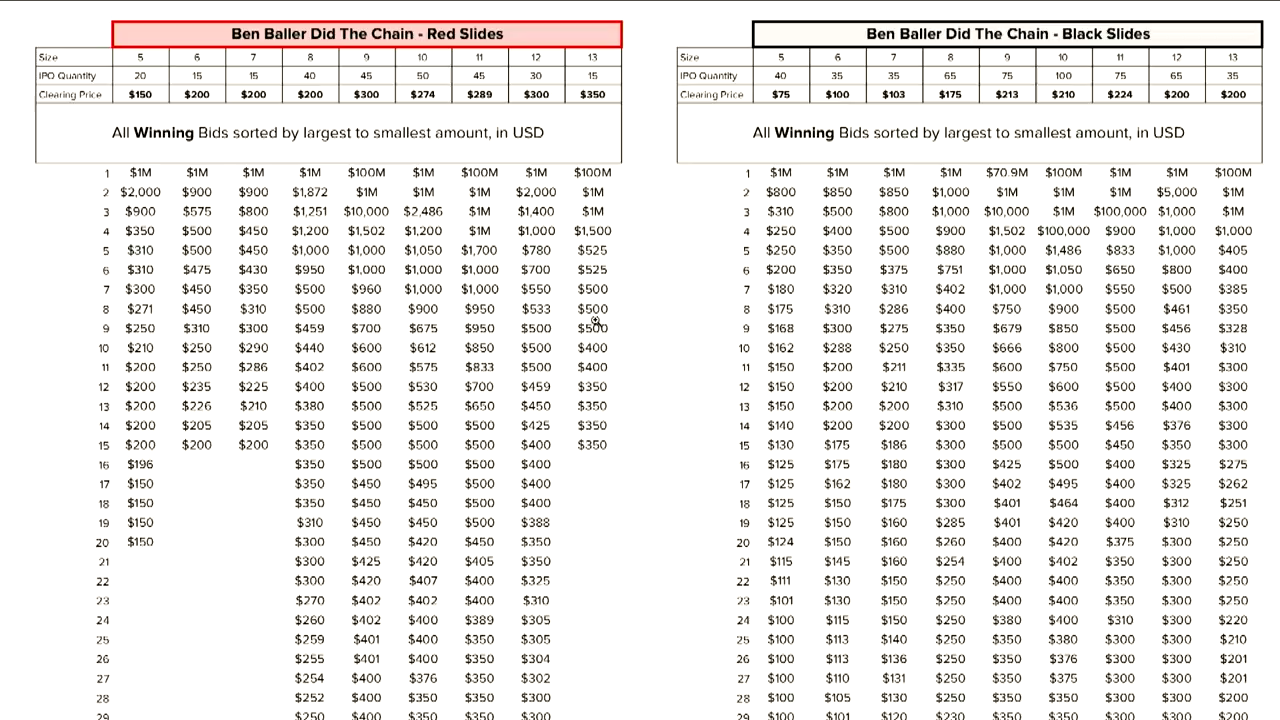 Ben Baller Did The Chain - Red Slides
Size 5 6 7 8 9 10 11 12 13
IPO Quantity 20 15 15 40 45 50 45 30 15
Clearing Price $150 $200 $200 $200 $300 $274 $289 $300 $350
All Winning Bids sorted by largest to smallest amount, in USD
1 $1M $1M $1M $1M $100M $1M $100M $1M $100M
2 $2,000 $900 $900 $1,872 $1M $1M $1M $2,000 $1M
3 $900 $575 $800 $1,251 $10,000 $2,486 $1M $1,400 $1M
4 $350 $500 $450 $1,200 $1,502 $1,200 $1M $1,000 $1,500
5 $310 $500 $450 $1,000 $1,000 $1,050 $1,700 $780 $525
6 $310 $475 $430 $950 $1,000 $1,000 $1,000 $700 $525
7 $300 $450 $350 $500 $960 $1,000 $1,000 $550 $500
8 $271 $450 $310 $500 $880 $900 $950 $533 $500
9 $250 $310 $300 $459 $700 $675 $950 $500 $500
10 $210 $250 $290 $440 $600 $612 $850 $500 $400
11 $200 $250 $286 $402 $600 $575 $833 $500 $400
12 $200 $235 $225 $400 $500 $530 $700 $459 $350
13 $200 $226 $210 $380 $500 $525 $650 $450 $350
14 $200 $205 $205 $350 $500 $500 $500 $425 $350
15 $200 $200 $200 $350 $500 $500 $500 $400 $350
16 $196 $350 $500 $500 $500 $400
17 $150 $350 $450 $495 $500 $400
18 $150 $350 $450 $450 $500 $400
19 $150 $310 $450 $450 $500 $388
20 $150 $300 $450 $420 $450 $350
21 $300 $425 $420 $405 $350
22 $300 $420 $407 $400 $325
23 $270 $402 $402 $400 $310
24 $260 $402 $400 $389 $305
25 $259 $401 $400 $350 $305
26 $255 $401 $400 $350 $304
27 $254 $400 $376 $350 $302
28 $252 $400 $350 $350 $300
29 $250 $400 $350 $350 $300
Ben Baller Did The Chain - Black Slides
Size 5 6 7 8 9 10 11 12 13
IPO Quantity 40 35 35 65 75 100 75 65 35
Clearing Price $75 $100 $103 $175 $213 $210 $224 $200 $200
All Winning Bids sorted by largest to smallest amount, in USD
1 $1M $1M $1M $1M $70.9M $100M $1M $1M $100M
2 $800 $850 $850 $1,000 $1M $1M $1M $5,000 $1M
3 $310 $500 $800 $1,000 $10,000 $1M $100,000 $1,000 $1M
4 $250 $400 $500 $900 $1,502 $100,000 $900 $1,000 $1,000
5 $250 $350 $500 $880 $1,000 $1,486 $833 $1,000 $405
6 $200 $350 $375 $751 $1,000 $1,050 $650 $800 $400
7 $180 $320 $310 $402 $1,000 $1,000 $550 $500 $385
8 $175 $310 $286 $400 $750 $900 $500 $461 $350
9 $168 $300 $275 $350 $679 $850 $500 $456 $328
10 $162 $288 $250 $350 $666 $800 $500 $430 $310
11 $150 $200 $211 $335 $600 $750 $500 $401 $300
12 $150 $200 $210 $317 $550 $600 $500 $400 $300
13 $150 $200 $200 $310 $500 $536 $500 $400 $300
14 $140 $200 $200 $300 $500 $535 $456 $376 $300
15 $130 $175 $186 $300 $500 $500 $450 $350 $300
16 $125 $175 $180 $300 $425 $500 $400 $325 $275
17 $125 $162 $180 $300 $402 $495 $400 $325 $262
18 $125 $150 $175 $300 $401 $464 $400 $312 $251
19 $125 $150 $160 $285 $401 $420 $400 $310 $250
20 $124 $150 $160 $260 $400 $420 $375 $300 $250
21 $115 $145 $160 $254 $400 $402 $350 $300 $250
22 $111 $130 $150 $250 $400 $400 $350 $300 $250
23 $101 $130 $150 $250 $400 $400 $350 $300 $250
24 $100 $115 $150 $250 $380 $400 $310 $300 $220
25 $100 $113 $140 $250 $350 $380 $300 $300 $210
26 $100 $113 $136 $250 $350 $376 $300 $300 $201
27 $100 $110 $131 $250 $350 $375 $300 $300 $201
28 $100 $105 $130 $250 $350 $350 $300 $300 $200
29 $100 $101 $120 $230 $350 $350 $300 $300 $200